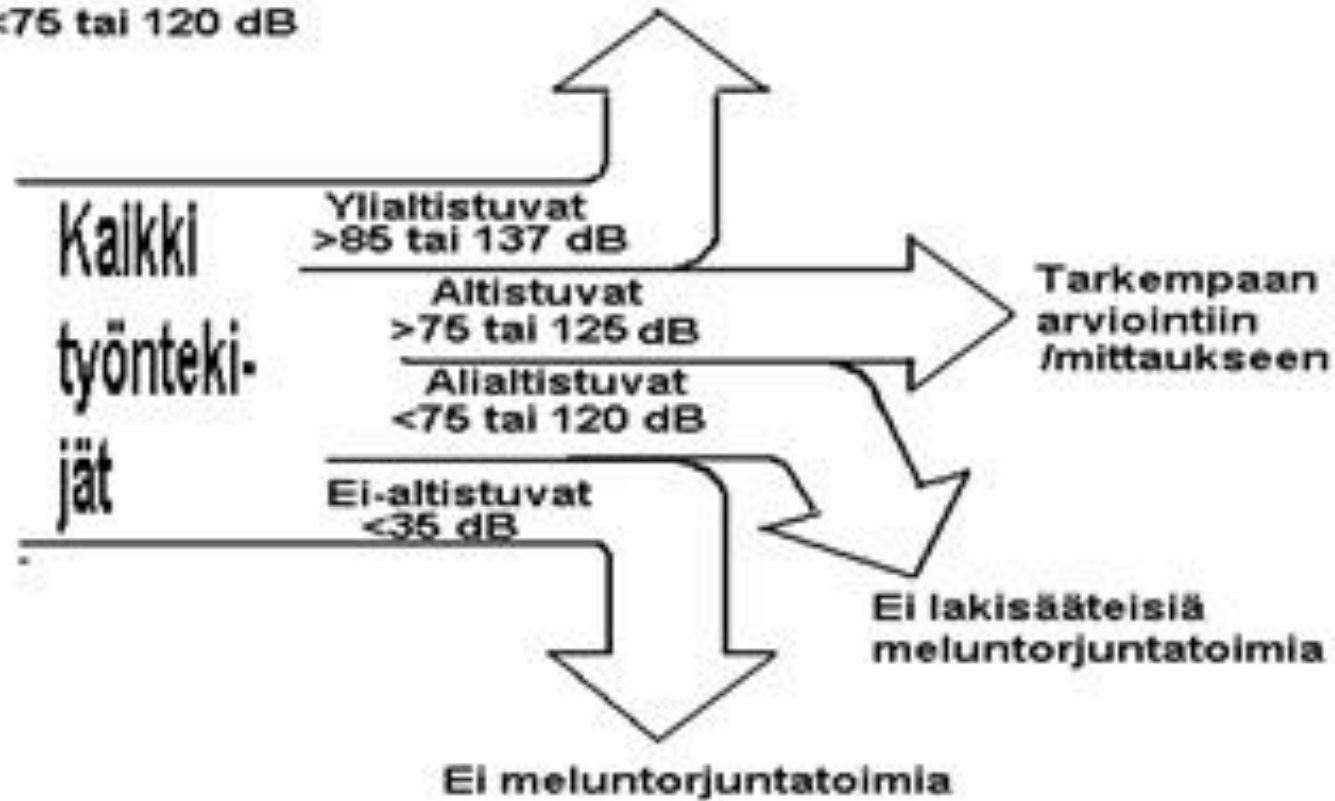 <75 tai 120 dB
Kaikki
työnteki-
jät
Ylialtistuvat
>85 tai 137 dB
Altistuvat
>75 tai 125 dB
Alialtistuvat
<75 tai 120 dB
Ei-altistuvat
<35 dB
Tarkempaan
arviointiin
/mittaukseen
Ei lakisääteisiä
meluntorjuntatoimia
Ei meluntorjuntatoimia